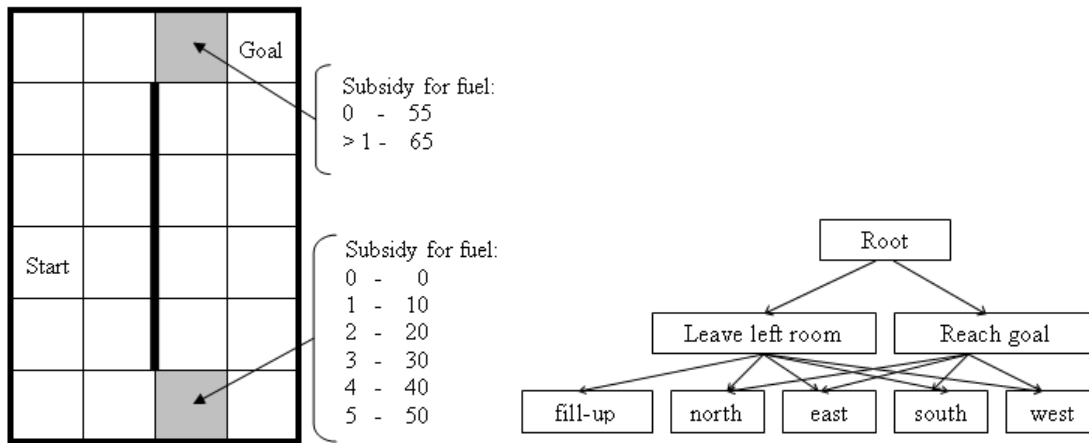 Goal
Subsidy for fuel:
0 - 55
> 1 - 65
Start
Subsidy for fuel:
0 - 0
1 - 10
2 - 20
3 - 30
4 - 40
5 - 50
Root
Leave left room
Reach goal
fill-up
north
east
south
west